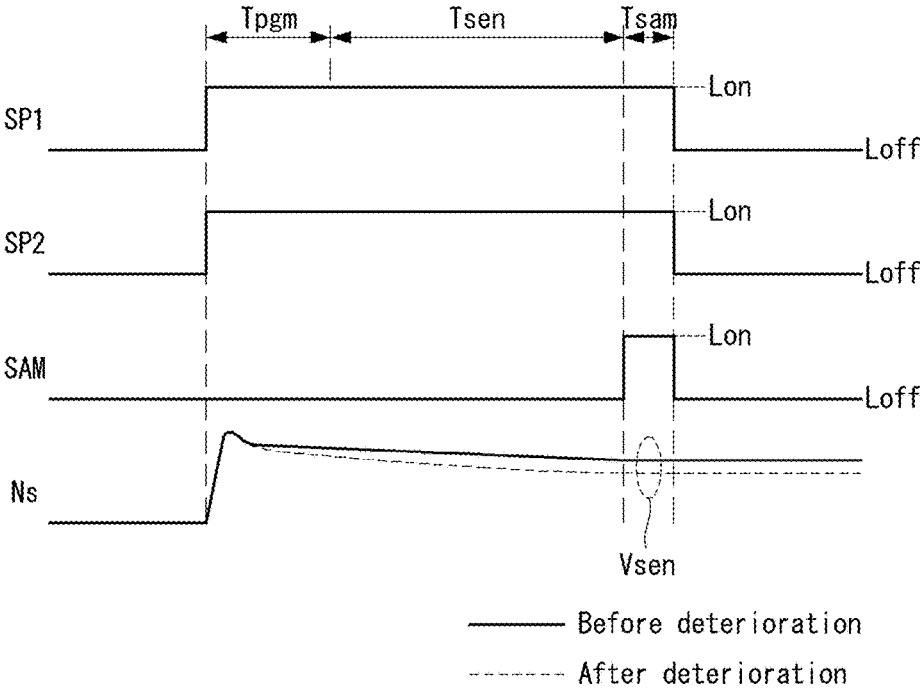 Tpgm Tsen Tsam
Lon
SP1
Loff
Lon
SP2
Loff
Lon
SAM
Loff
Ns
Vsen
Before deterioration
After deterioration